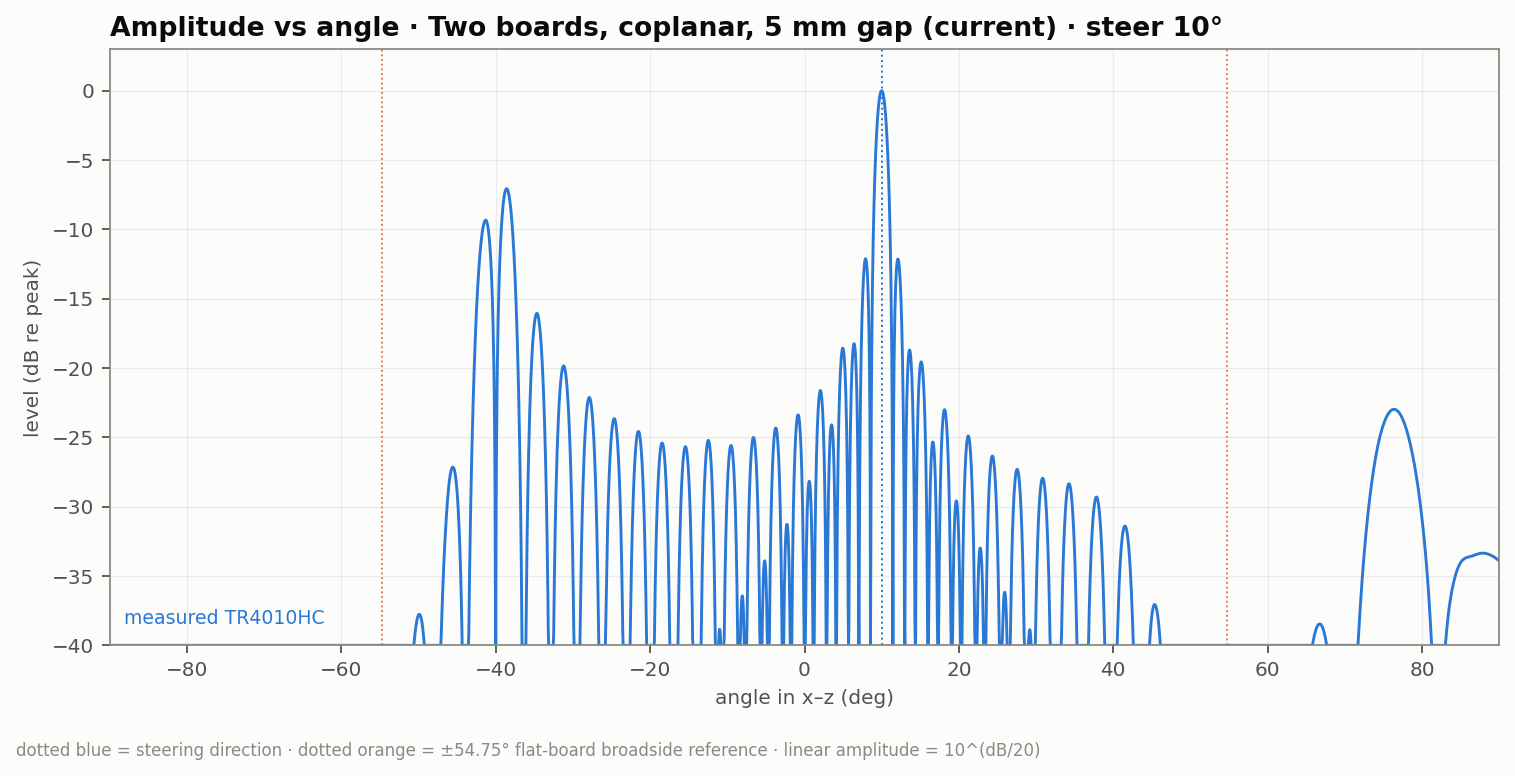 Amplitude vs angle · Two boards, coplanar, 5 mm gap (current) · steer 10°
level (dB re peak)
0
−5
−10
−15
−20
−25
−30
−35
−40
measured TR4010HC
−80 −60 −40 −20 0 20 40 60 80
angle in x–z (deg)
dotted blue = steering direction · dotted orange = ±54.75° flat-board broadside reference · linear amplitude = 10^(dB/20)